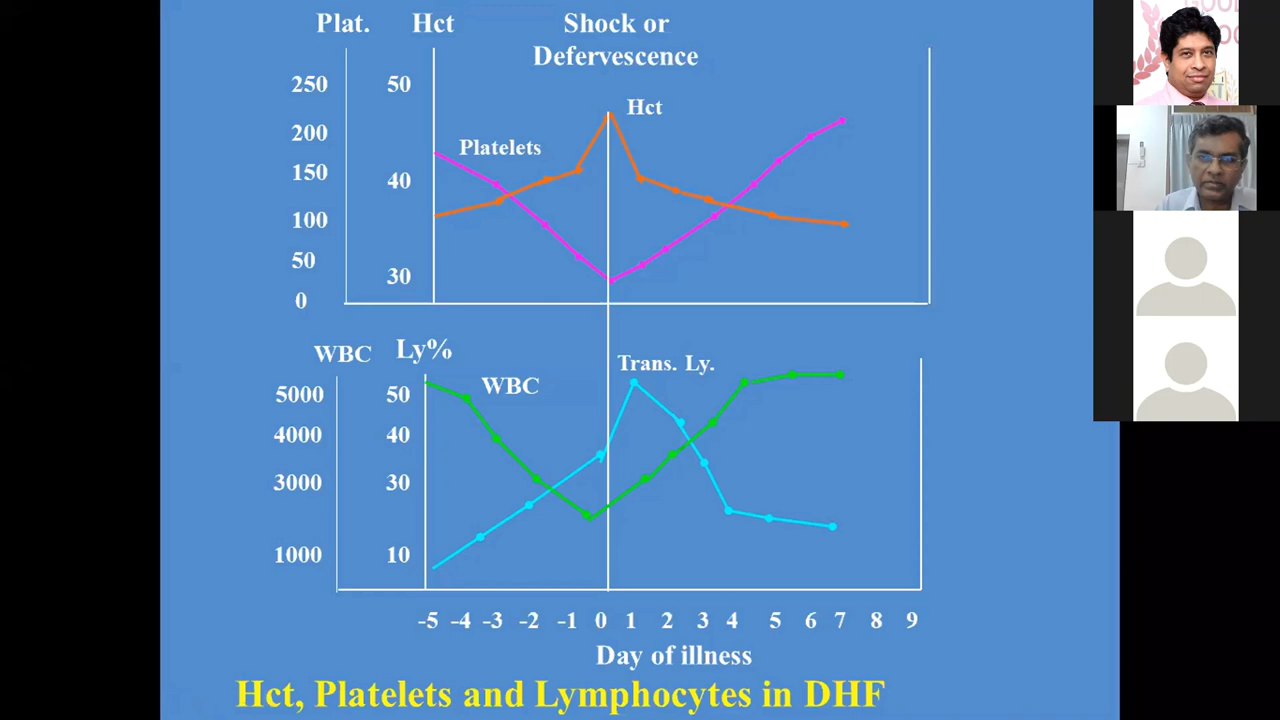 Plat.
Hct
Shock or
Defervescence
250
50
Hct
200
Platelets
150
40
100
50
30
0
WBC
Ly%
Trans. Ly.
WBC
5000
50
4000
40
3000
30
1000
10
-5 -4 -3 -2 -1 0 1 2 3 4 5 6 7 8 9
Day of illness
Hct, Platelets and Lymphocytes in DHF